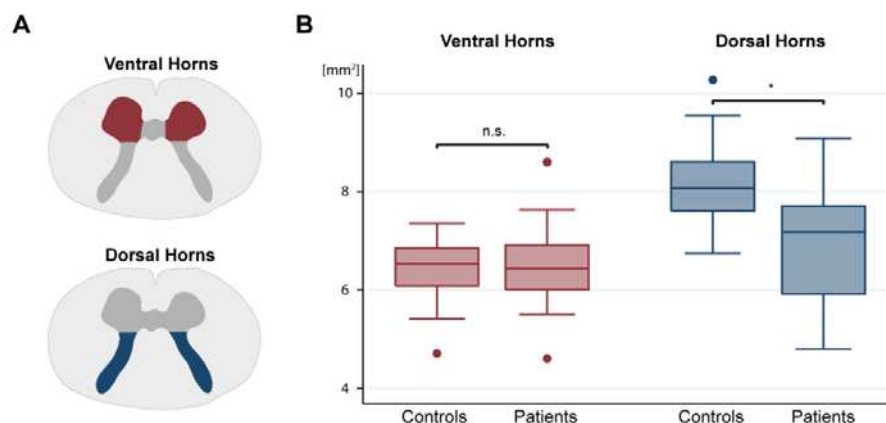 A
Ventral Horns
Dorsal Horns
B
Ventral Horns Dorsal Horns
[mm²]
10
8
6
4
n.s.
*
Controls Patients Controls Patients